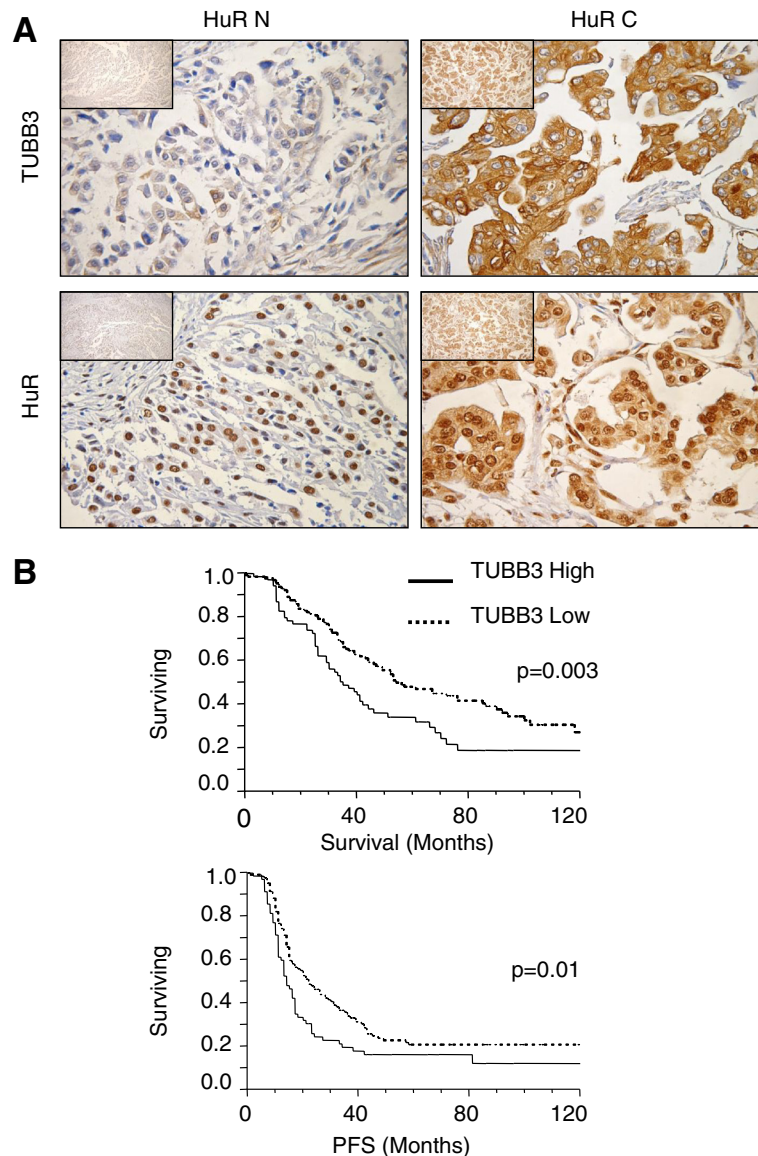 A
HuR N
HuR C
TUBB3
HuR
B
TUBB3 High
TUBB3 Low
1.0
0.8
0.6
0.4
0.2
0.0
Surviving
p=0.003
0
40
80
120
Survival (Months)
1.0
0.8
0.6
0.4
0.2
0.0
Surviving
p=0.01
0
40
80
120
PFS (Months)